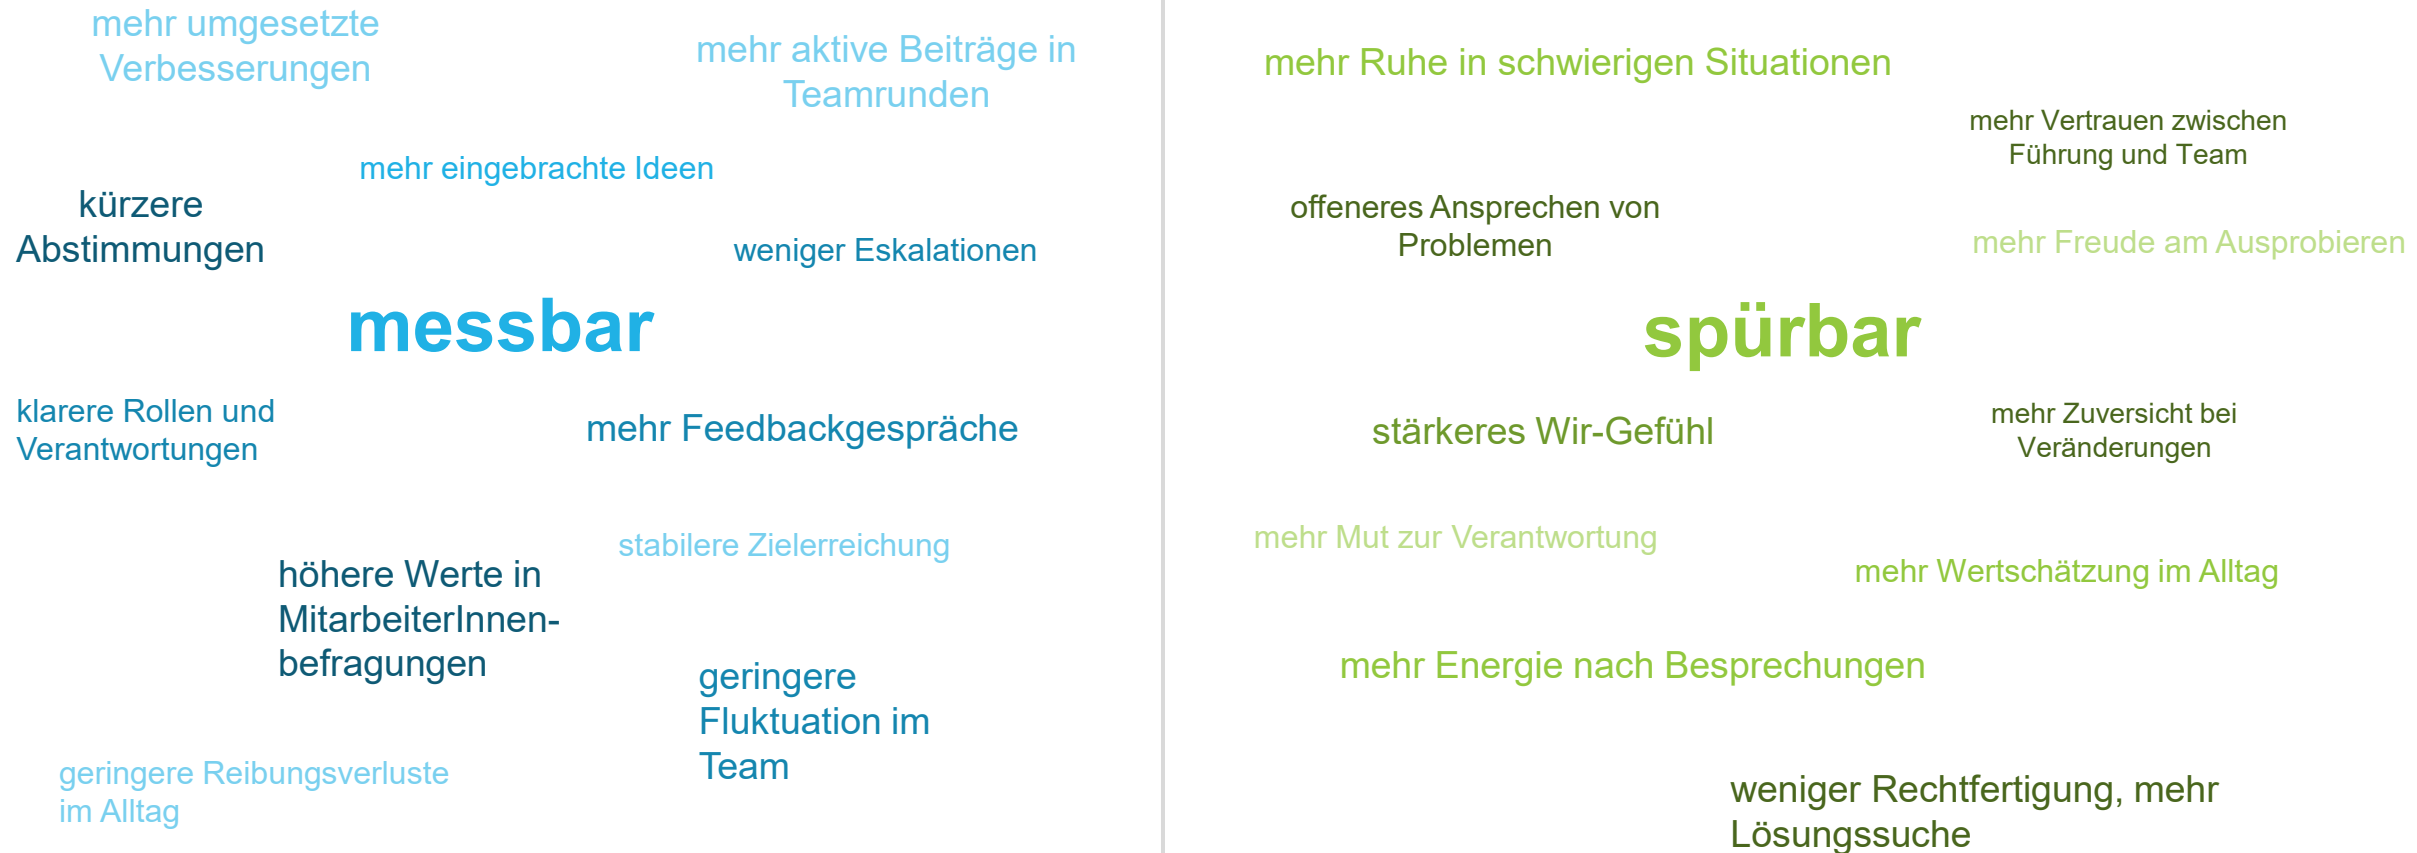 mehr umgesetzte
Verbesserungen
mehr aktive Beiträge in
Teamrunden
mehr eingebrachte Ideen
kürzere
Abstimmungen
weniger Eskalationen
messbar
klarere Rollen und
Verantwortungen
mehr Feedbackgespräche
stabilere Zielerreichung
höhere Werte in
MitarbeiterInnen-
befragungen
geringere
Fluktuation im
Team
geringere Reibungsverluste
im Alltag
mehr Ruhe in schwierigen Situationen
mehr Vertrauen zwischen
Führung und Team
offeneres Ansprechen von
Problemen
mehr Freude am Ausprobieren
spürbar
stärkeres Wir-Gefühl
mehr Zuversicht bei
Veränderungen
mehr Mut zur Verantwortung
mehr Wertschätzung im Alltag
mehr Energie nach Besprechungen
weniger Rechtfertigung, mehr
Lösungssuche